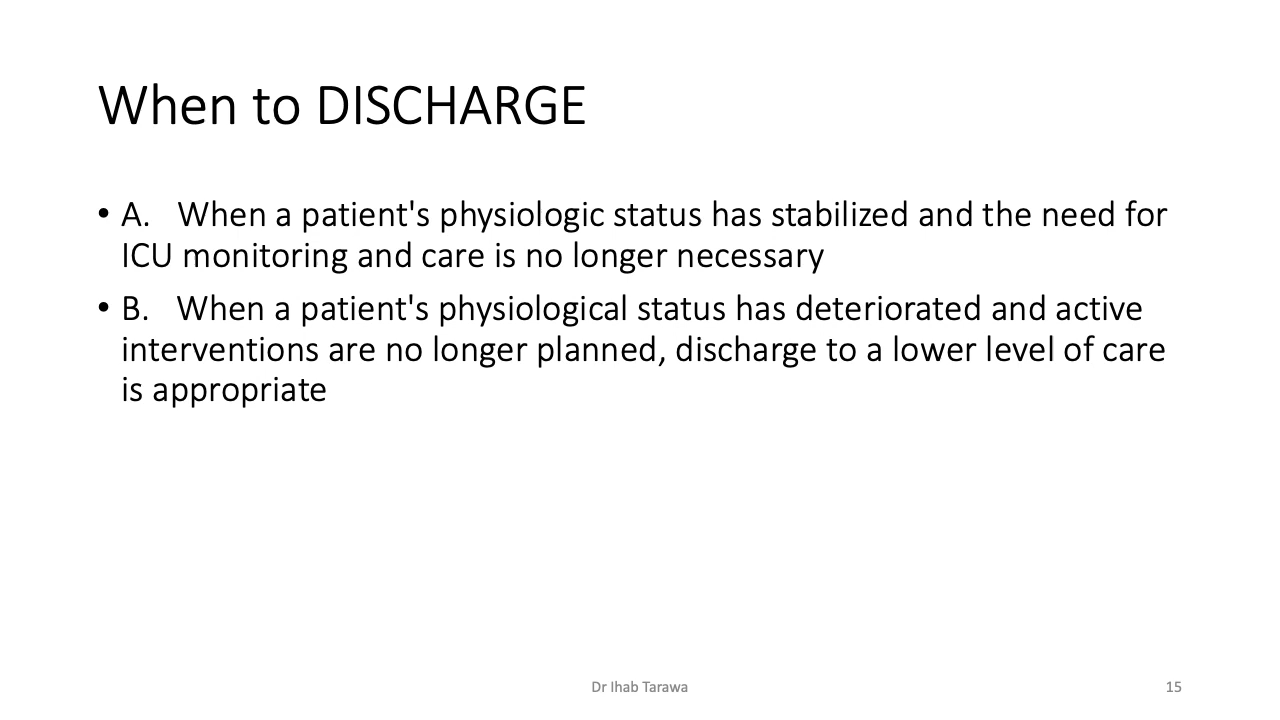 When to DISCHARGE
• A. When a patient's physiologic status has stabilized and the need for
ICU monitoring and care is no longer necessary
• B. When a patient's physiological status has deteriorated and active
interventions are no longer planned, discharge to a lower level of care
is appropriate
Dr Ihab Tarawa
15